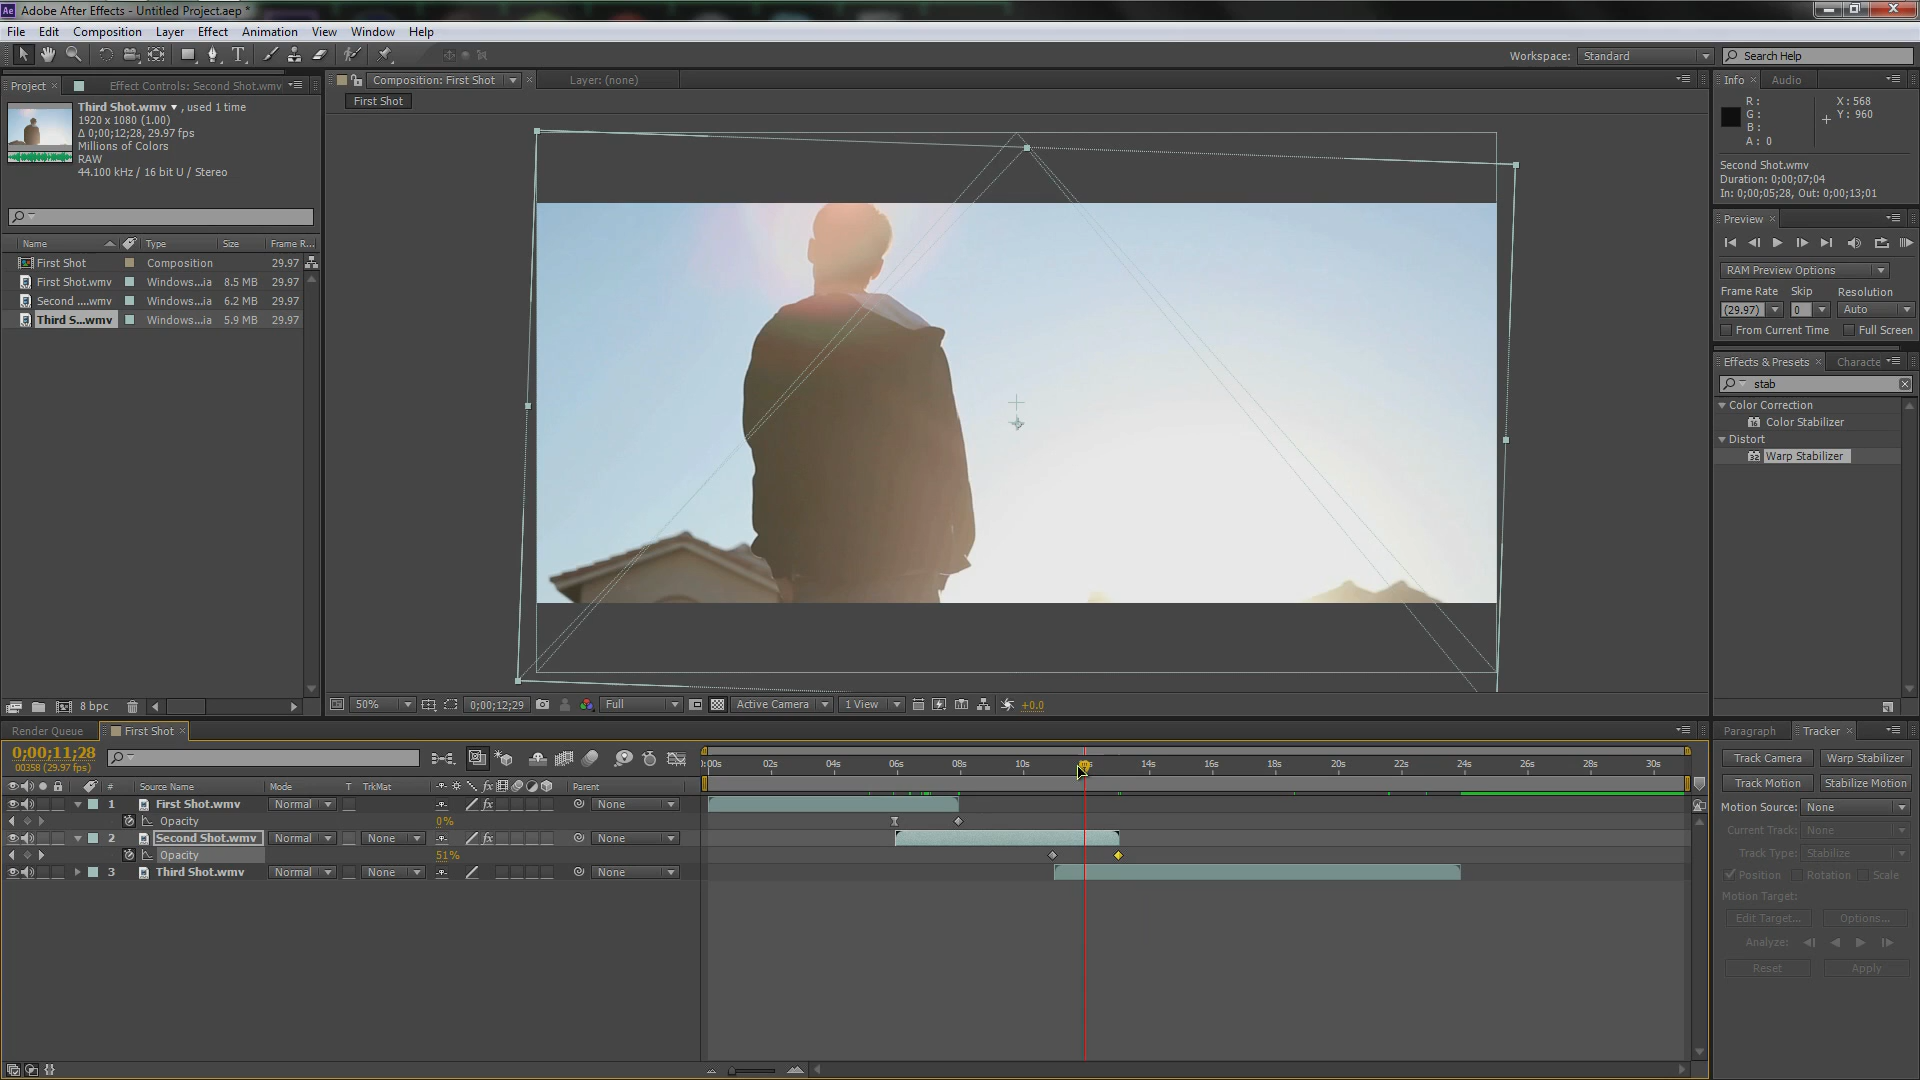 Adobe After Effects - Untitled Project.aep *
File Edit Composition Layer Effect Animation View Window Help
Workspace: Standard Search Help
Project Effect Controls: Second Shot.wmv
Third Shot.wmv , used 1 time
1920 x 1080 (1.00)
Δ 0;00;12;28, 29.97 fps
Millions of Colors
RAW
44.100 kHz / 16 bit U / Stereo
Name Type Size Frame R...
First Shot Composition 29.97
First Shot.wmv Windows...ia 8.5 MB 29.97
Second ....wmv Windows...ia 6.2 MB 29.97
Third S...wmv Windows...ia 5.9 MB 29.97
8 bpc
Composition: First Shot Layer: (none)
First Shot
50% 0;00;12;29 Full Active Camera 1 View +0.0
Info Audio
R : X : 568
G : Y : 960
B :
A : 0
Second Shot.wmv
Duration: 0;00;07;04
In: 0;00;05;28, Out: 0;00;13;01
Preview
RAM Preview Options
Frame Rate Skip Resolution
(29.97) 0 Auto
From Current Time Full Screen
Effects & Presets Characte
stab
Color Correction
Color Stabilizer
Distort
Warp Stabilizer
Render Queue First Shot
0;00;11;28
00358 (29.97 fps)
# Source Name Mode T TrkMat Parent
1 First Shot.wmv Normal None
Opacity 0%
2 Second Shot.wmv Normal None None
Opacity 51%
3 Third Shot.wmv Normal None None
02s 04s 06s 08s 10s 14s 16s 18s 20s 22s 24s 26s 28s 30s
Paragraph Tracker
Track Camera Warp Stabilizer
Track Motion Stabilize Motion
Motion Source: None
Current Track: None
Track Type: Stabilize
Position Rotation Scale
Motion Target:
Edit Target... Options...
Analyze:
Reset Apply